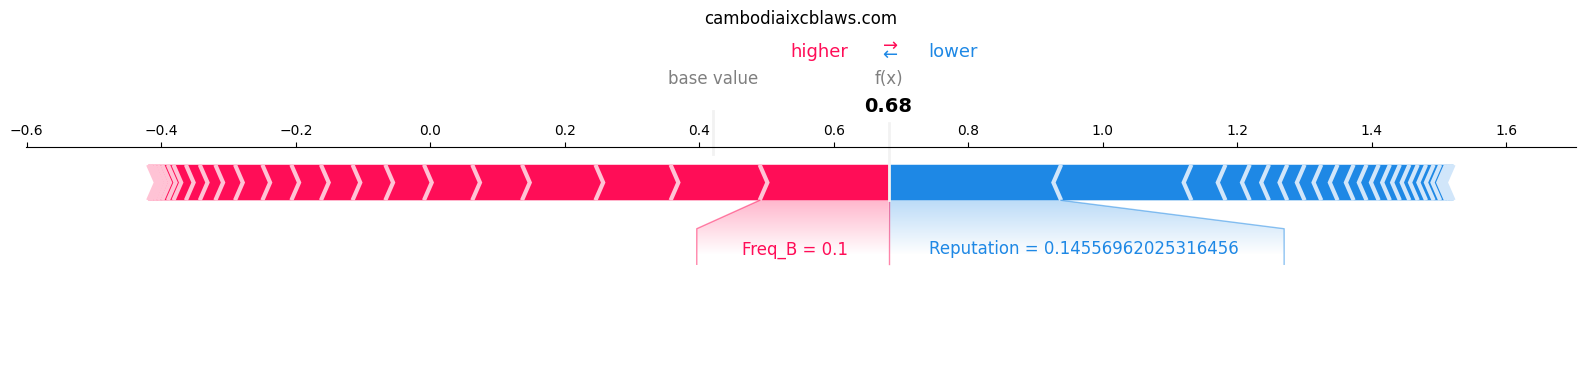 cambodiaixcblaws.com
higher ⇄ lower
base value f(x)
0.68
−0.6 −0.4 −0.2 0.0 0.2 0.4 0.6 0.8 1.0 1.2 1.4 1.6
Freq_B = 0.1 Reputation = 0.14556962025316456